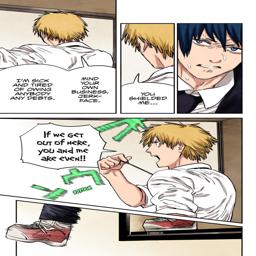 YOU
SHIELDED
ME...
MIND
YOUR
OWN
BUSINESS,
JERK-
FACE.
I'M SICK
AND TIRED
OF OWING
ANYBODY
ANY DEBTS.
If we get
out of here,
you and me
are even!!